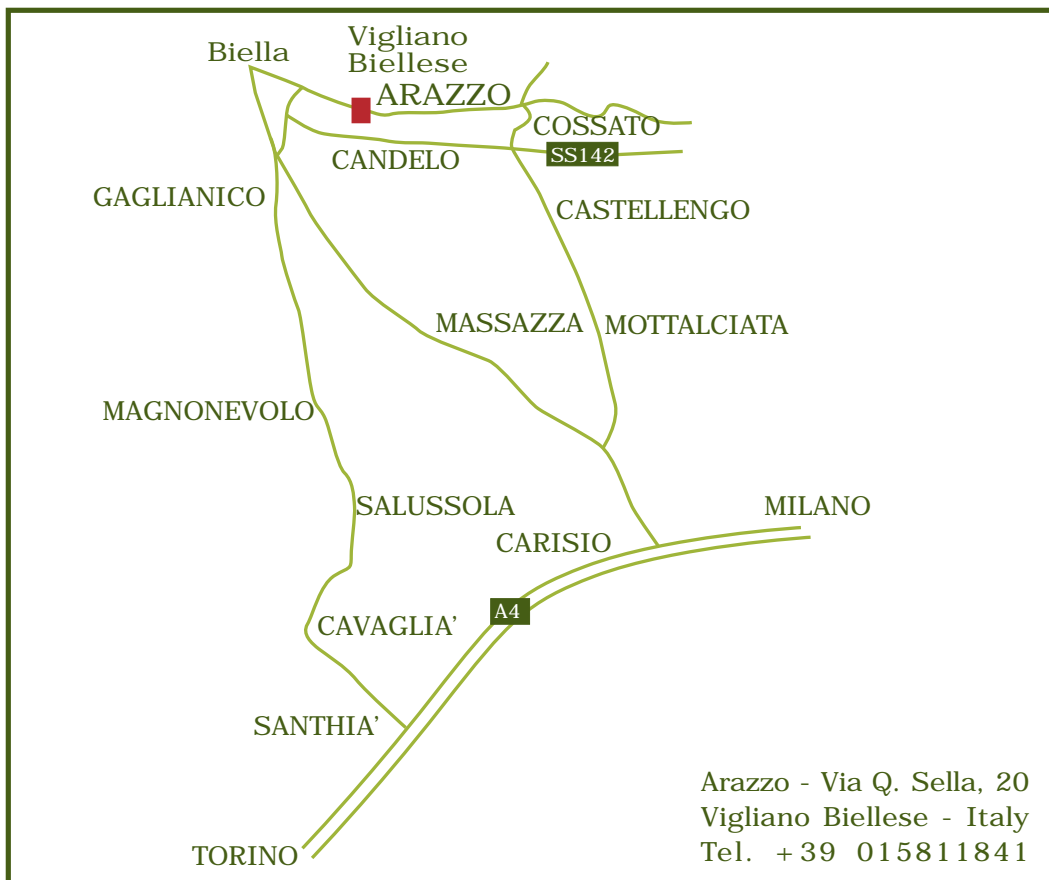 Vigliano
Biella
Biellese
ARAZZO
COSSATO
CANDELO
SS142
GAGLIANICO
CASTELLENGO
MASSAZZA
MOTTALCIATA
MAGNONEVOLO
SALUSSOLA
MILANO
CARISIO
A4
CAVAGLIA’
SANTHIA’
TORINO
Arazzo - Via Q. Sella, 20
Vigliano Biellese - Italy
Tel. +39 015811841